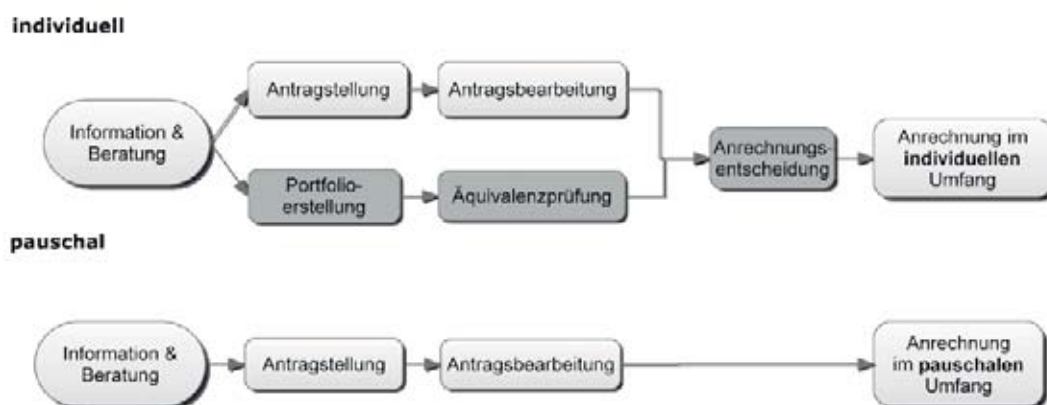 individuell
Information &
Beratung
Antragstellung
Antragsbearbeitung
Portfolio-
erstellung
Äquivalenzprüfung
Anrechnungs-
entscheidung
Anrechnung im
individuellen
Umfang
pauschal
Information &
Beratung
Antragstellung
Antragsbearbeitung
Anrechnung
im pauschalen
Umfang